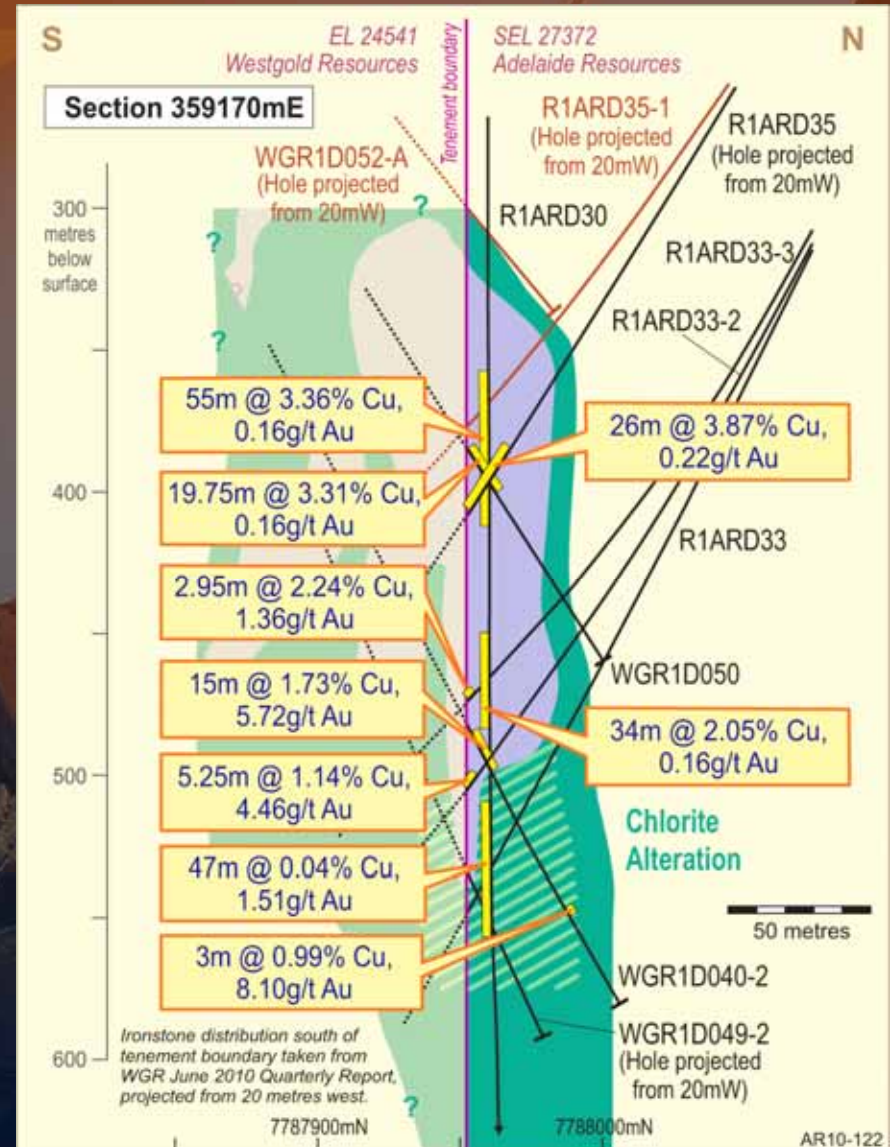 S
EL 24541
Westgold Resources
Tenement boundary
SEL 27372
Adelaide Resources
N
Section 359170mE
WGR1D052-A
(Hole projected
from 20mW)
R1ARD35-1
(Hole projected
from 20mW)
R1ARD35
(Hole projected
from 20mW)
R1ARD30
R1ARD33-3
R1ARD33-2
300
metres
below
surface
?
?
?
?
55m @ 3.36% Cu,
0.16g/t Au
26m @ 3.87% Cu,
0.22g/t Au
400
19.75m @ 3.31% Cu,
0.16g/t Au
R1ARD33
2.95m @ 2.24% Cu,
1.36g/t Au
WGR1D050
15m @ 1.73% Cu,
5.72g/t Au
34m @ 2.05% Cu,
0.16g/t Au
500
5.25m @ 1.14% Cu,
4.46g/t Au
Chlorite
Alteration
47m @ 0.04% Cu,
1.51g/t Au
50 metres
3m @ 0.99% Cu,
8.10g/t Au
WGR1D040-2
WGR1D049-2
(Hole projected
from 20mW)
Ironstone distribution south of
tenement boundary taken from
WGR June 2010 Quarterly Report,
projected from 20 metres west.
600
?
7787900mN
7788000mN
AR10-122